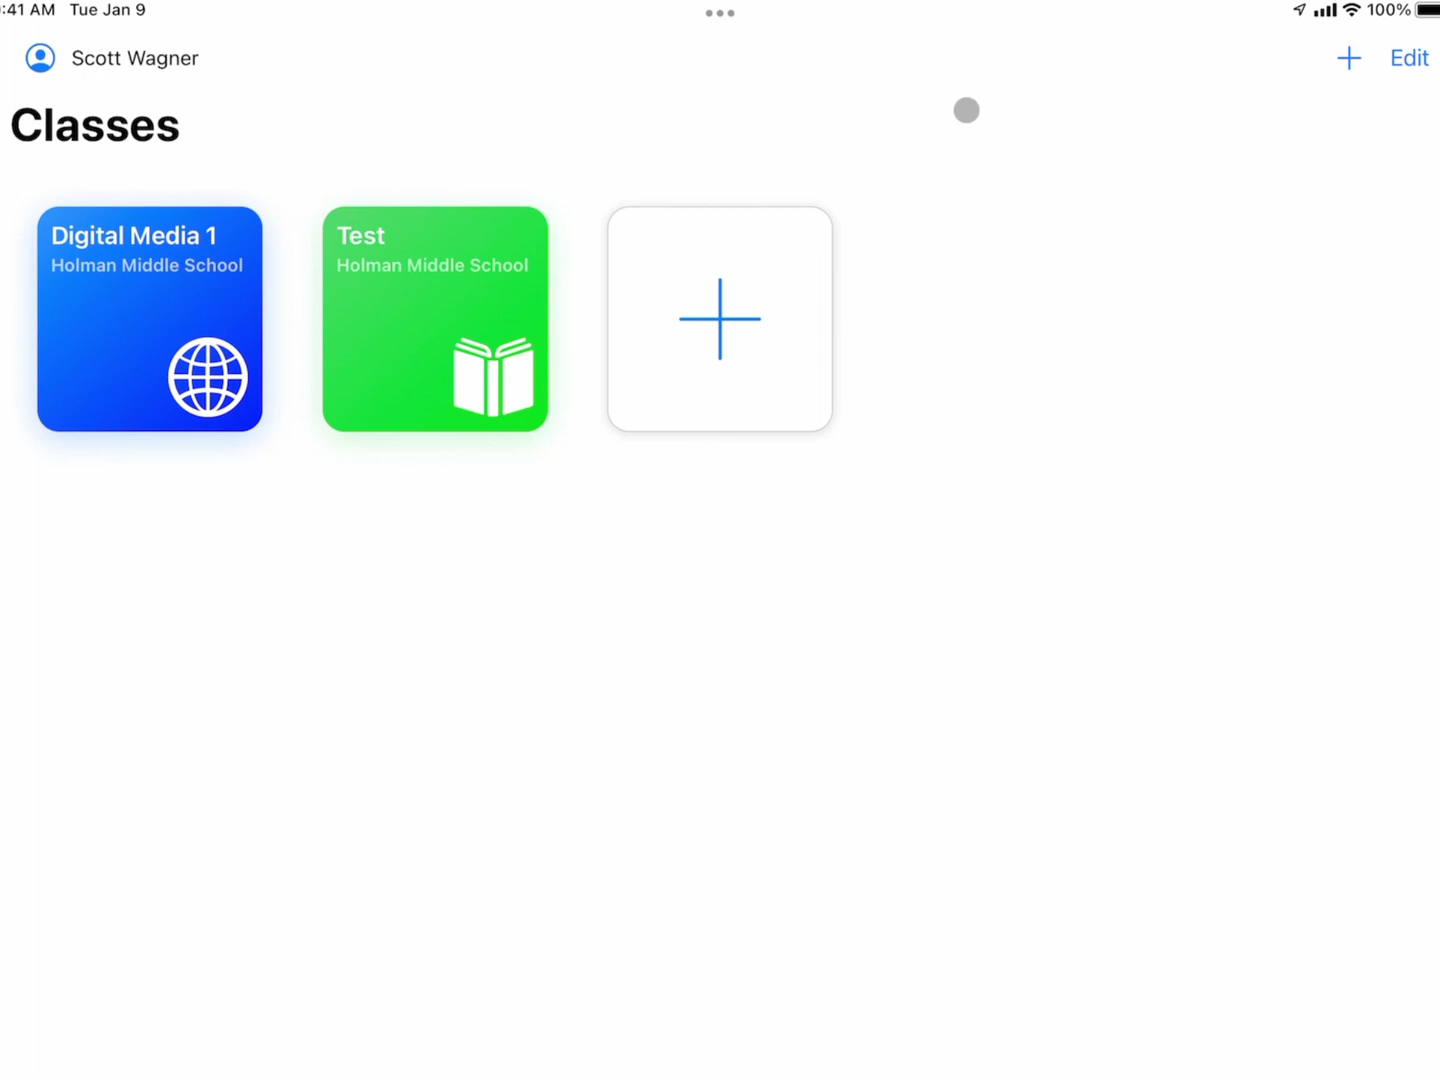 :41 AM Tue Jan 9
100%
Scott Wagner
Edit
Classes
Digital Media 1
Holman Middle School
Test
Holman Middle School